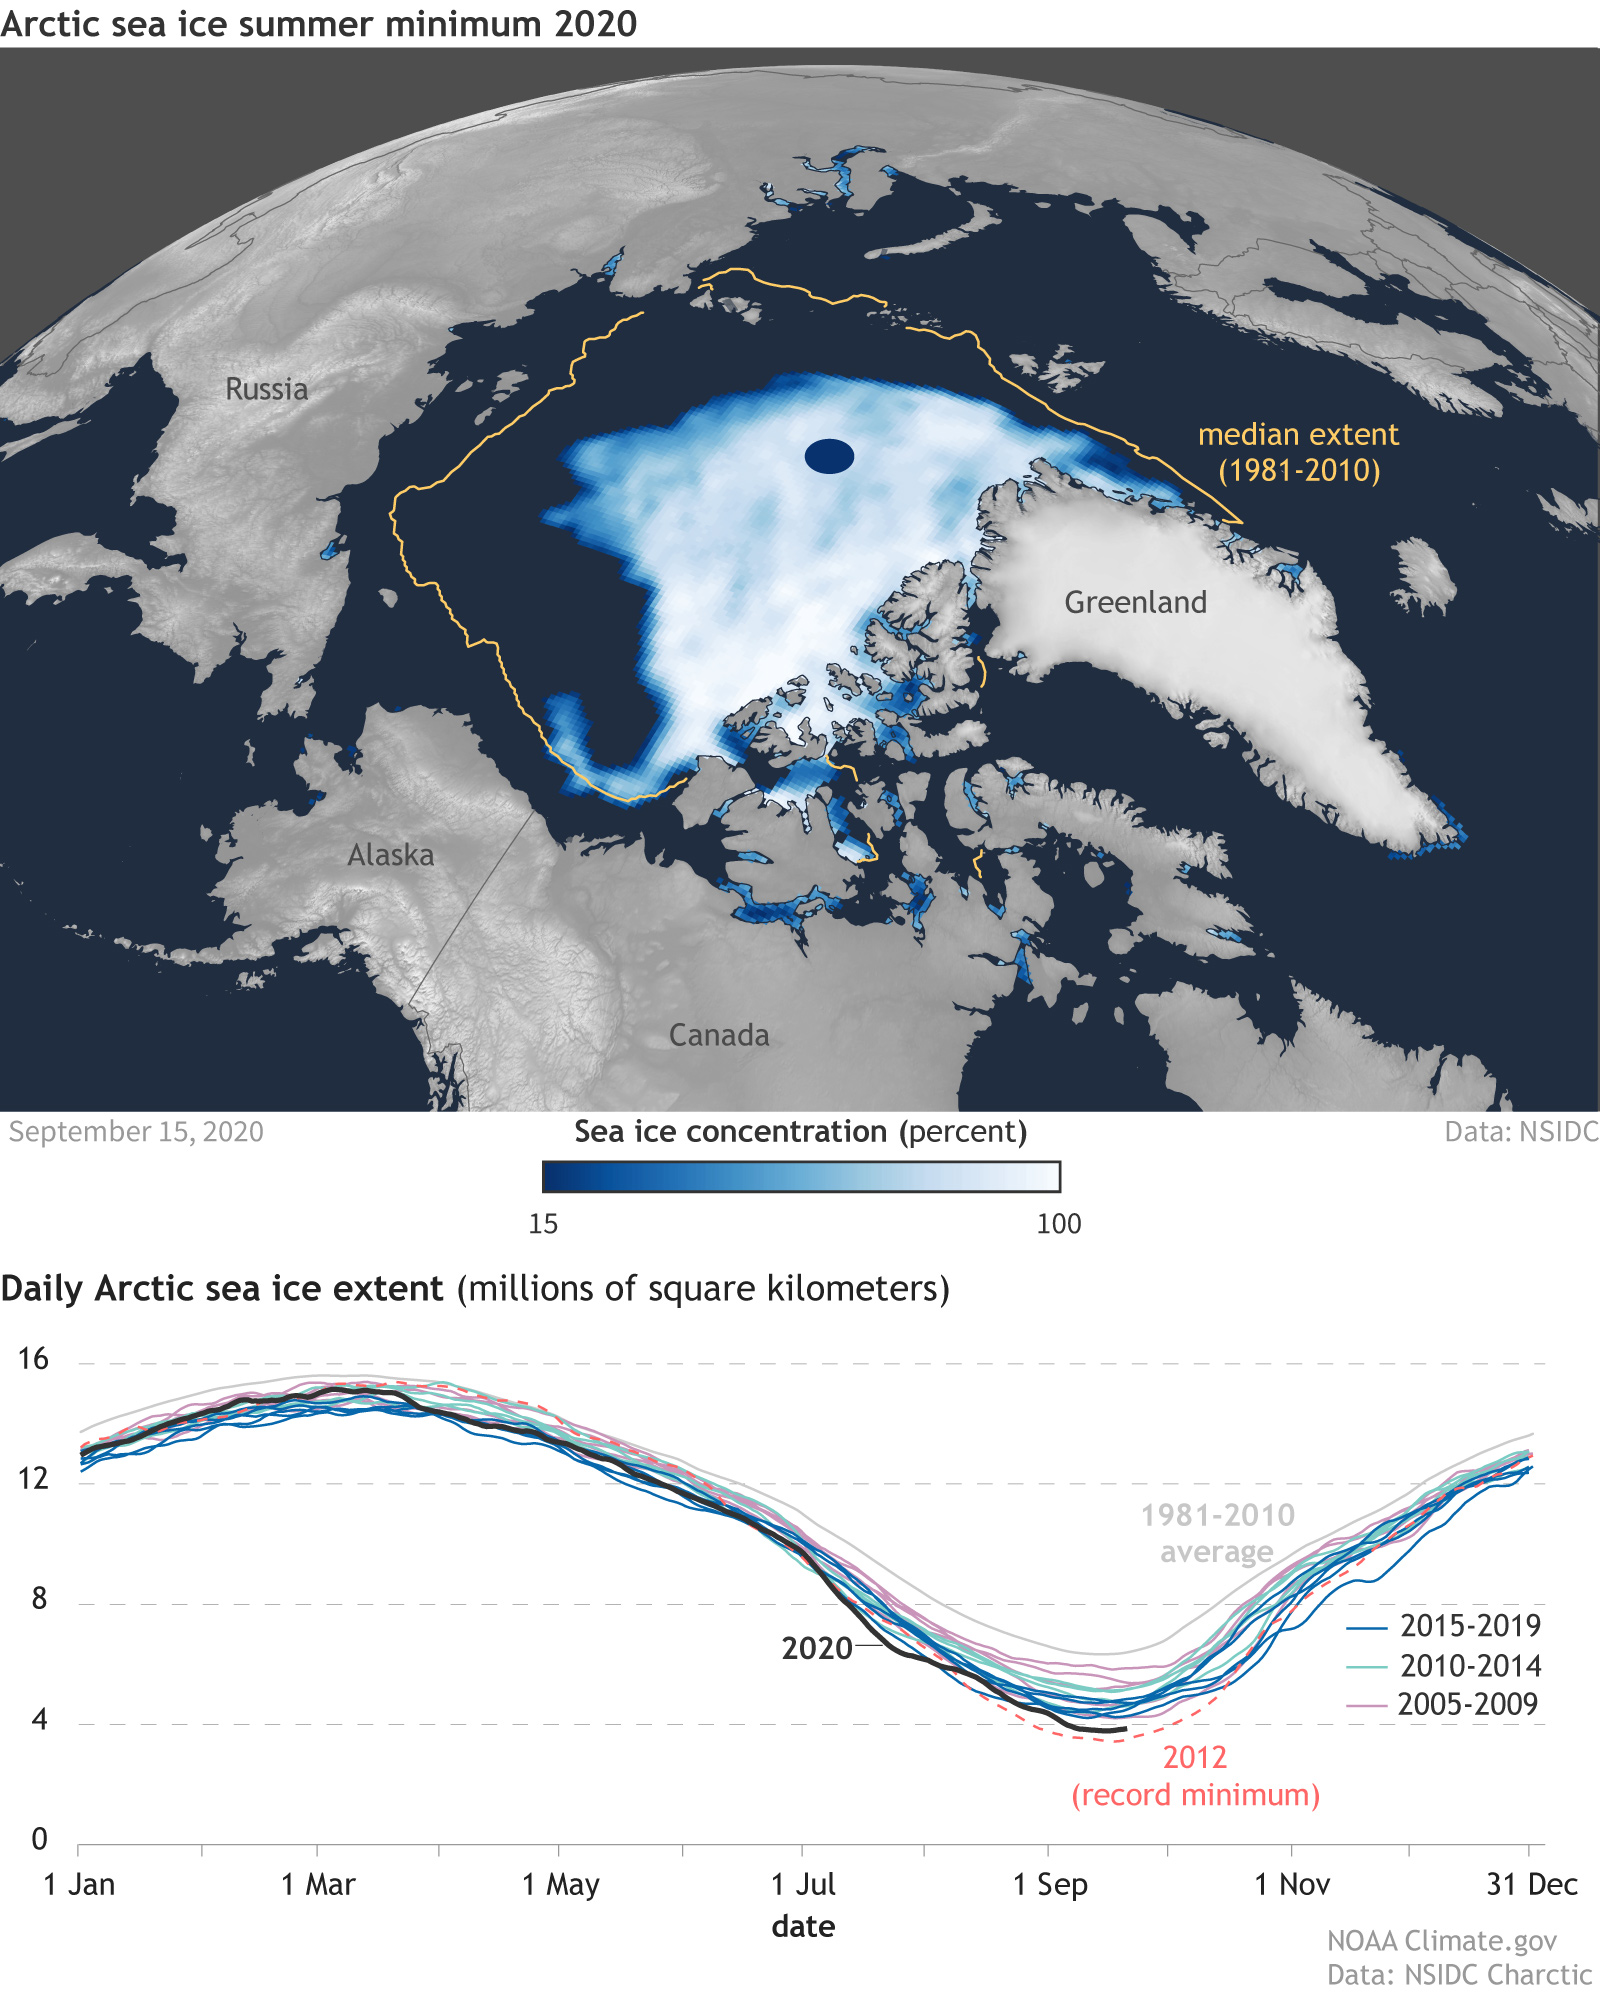 Arctic sea ice summer minimum 2020
Russia
median extent
(1981-2010)
Greenland
Alaska
Canada
September 15, 2020
Sea ice concentration (percent)
Data: NSIDC
15
100
Daily Arctic sea ice extent (millions of square kilometers)
16
12
1981-2010
average
8
2020
2015-2019
2010-2014
2005-2009
4
2012
(record minimum)
0
1 Jan
1 Mar
1 May
1 Jul
1 Sep
1 Nov
31 Dec
date
NOAA Climate.gov
Data: NSIDC Charctic